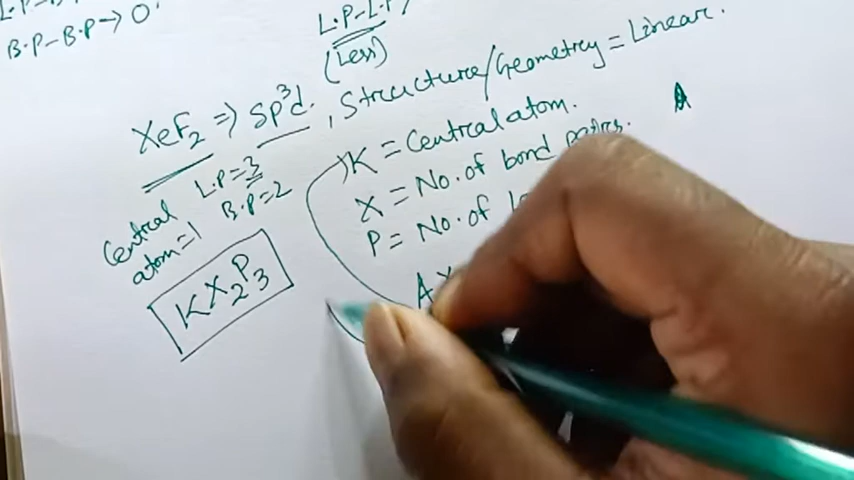 B.P-B.P→0
L.P-L.P
(Less)
XeF₂ ⇒ Sp³d, Structure/Geometry = Linear.
L.P=3
B.P=2
Central atom=1
KX₂P₃
K = Central atom.
X = No. of bond pairs.
P = No. of
A